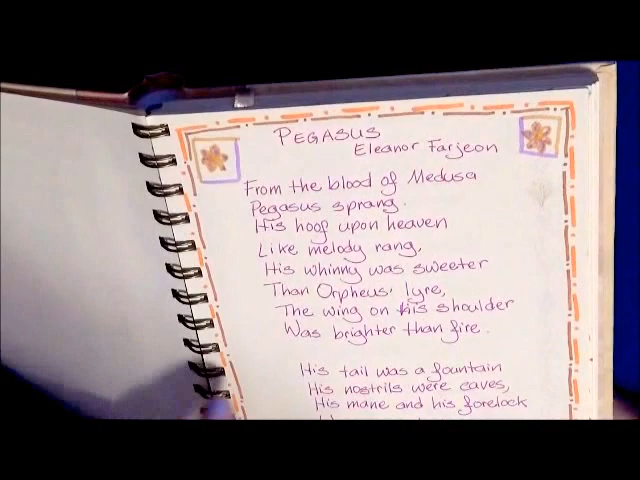 PEGASUS
Eleanor Farjeon
From the blood of Medusa
Pegasus sprang.
His hoof upon heaven
Like melody rang,
His whinny was sweeter
Than Orpheus' lyre,
The wing on his shoulder
Was brighter than fire.
His tail was a fountain
His nostrils were caves,
His mane and his forelock